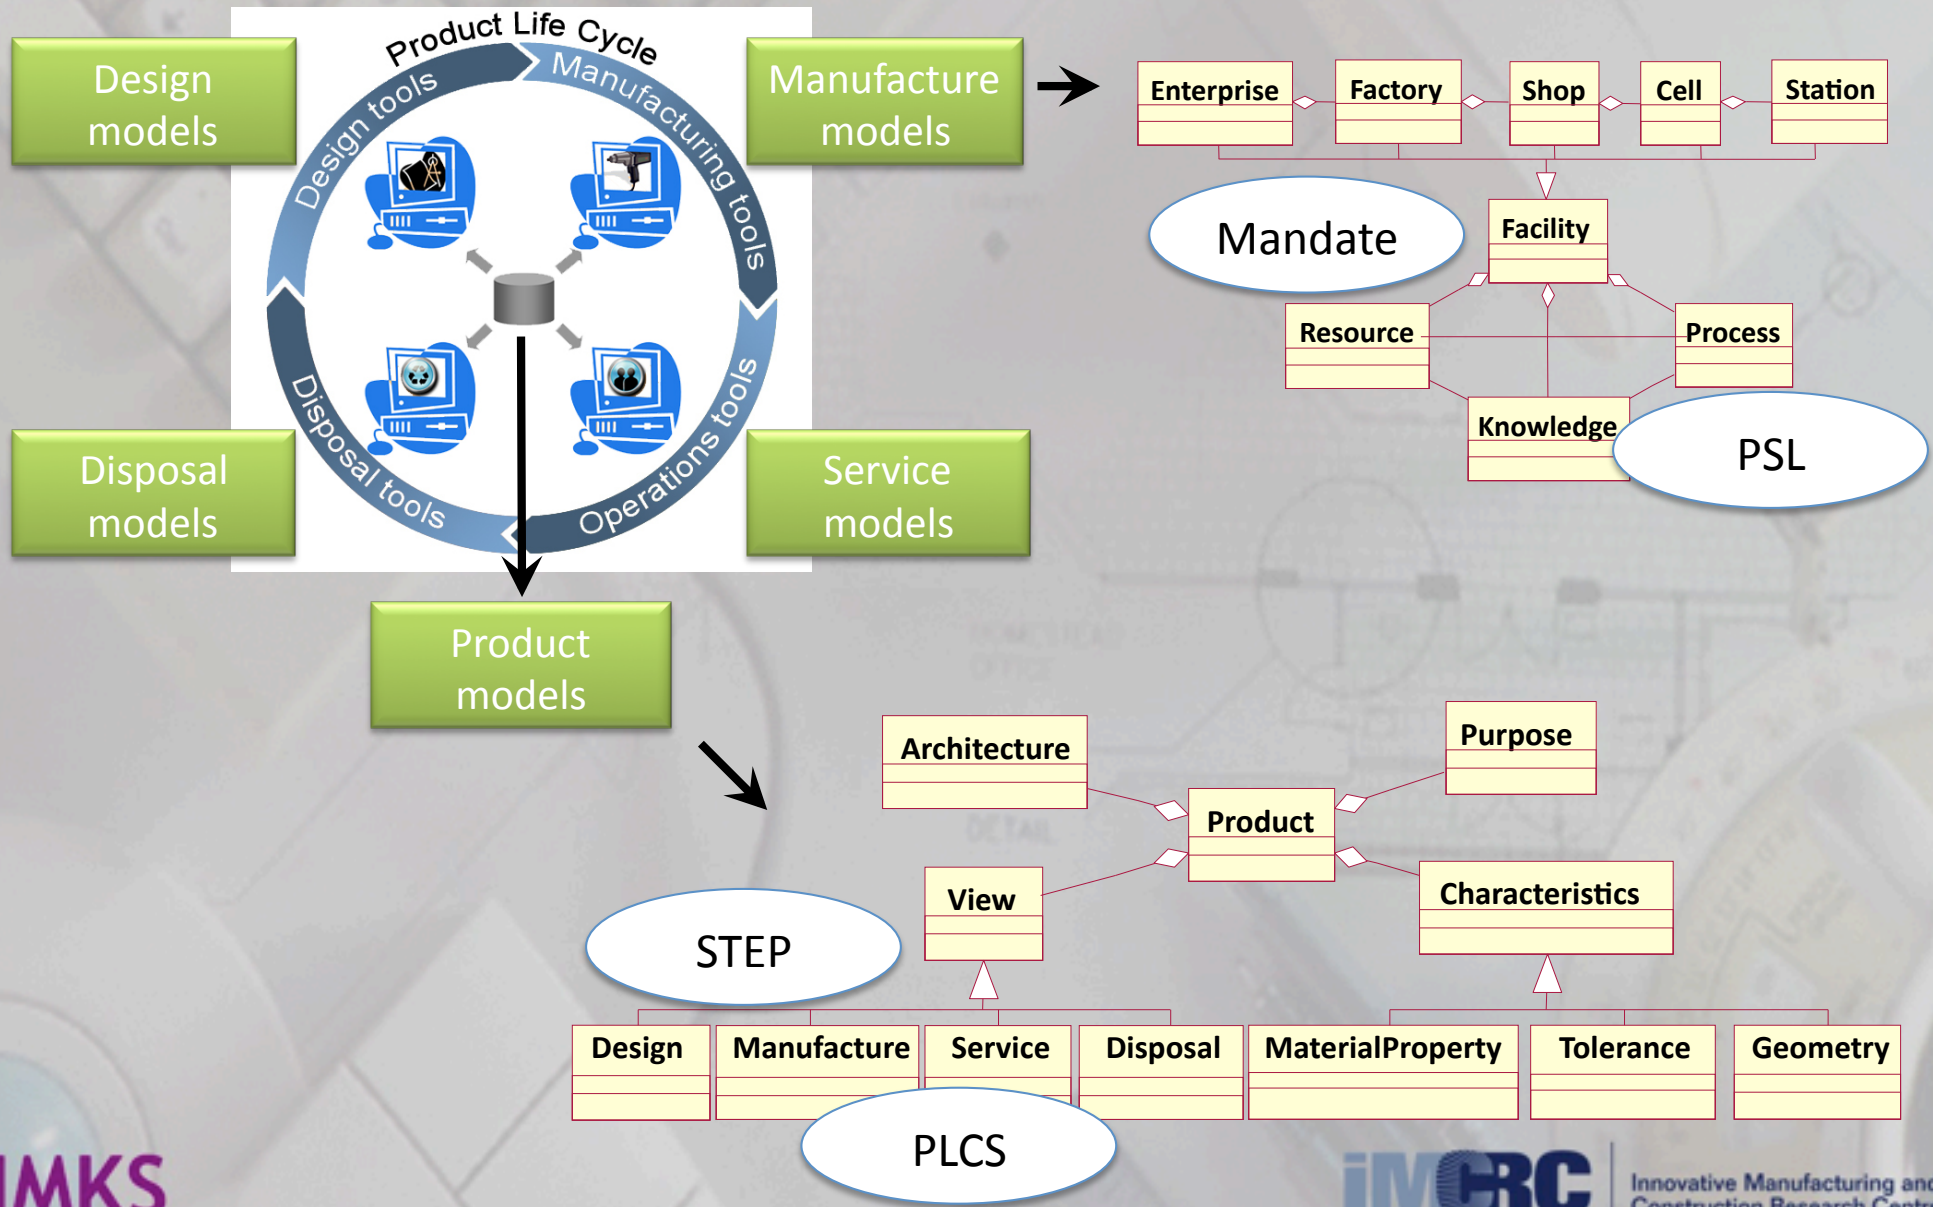 Product Life Cycle
Design
models
Manufacture
models
Design tools
Manufacturing tools
Operations tools
Disposal tools
Disposal
models
Service
models
Product
models
Enterprise
Factory
Shop
Cell
Station
Mandate
Facility
Resource
Process
Knowledge
PSL
Architecture
Purpose
Product
View
Characteristics
STEP
Design
Manufacture
Service
Disposal
MaterialProperty
Tolerance
Geometry
PLCS
DETAIL
OFFICE
IMKS
iMCRC
Innovative Manufacturing and